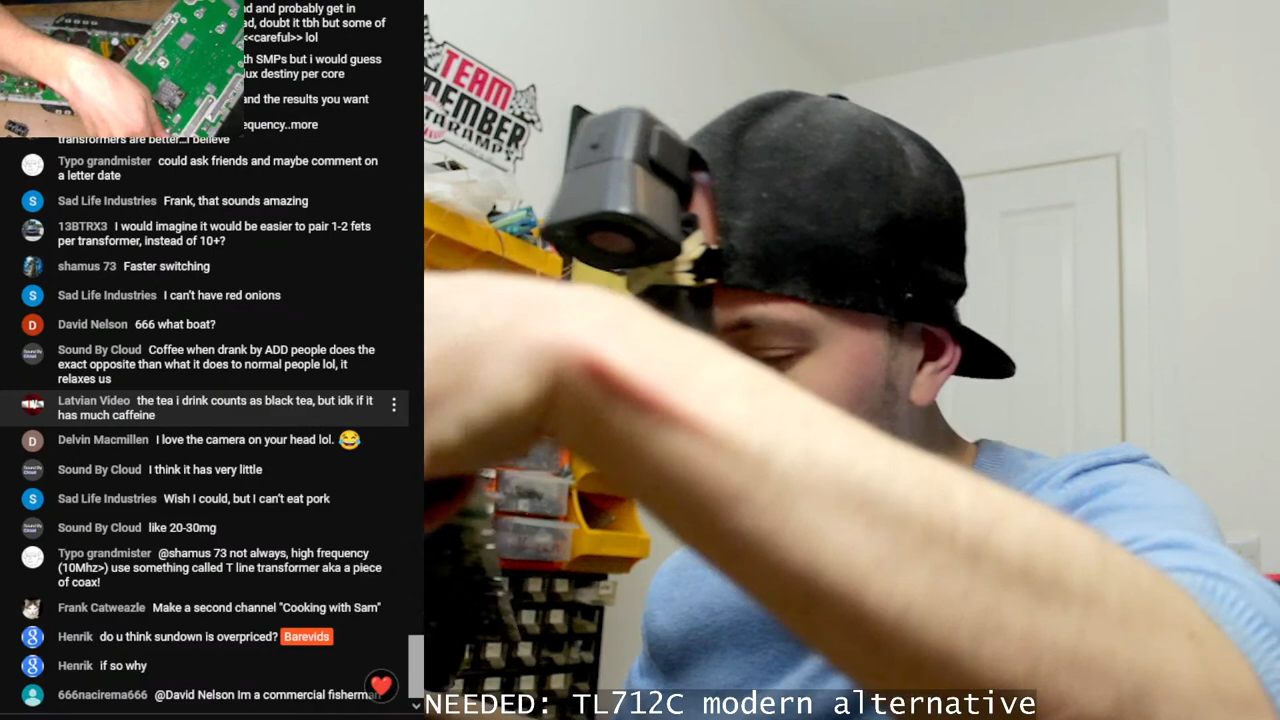 nd and probably get in
ad, doubt it tbh but some of
<<careful>> lol
th SMPs but i would guess
lux destiny per core
and the results you want
equency..more
transformers are better...I believe
Typo grandmister could ask friends and maybe comment on
a letter date
Sad Life Industries Frank, that sounds amazing
13BTRX3 I would imagine it would be easier to pair 1-2 fets
per transformer, instead of 10+?
shamus 73 Faster switching
Sad Life Industries I can't have red onions
David Nelson 666 what boat?
Sound By Cloud Coffee when drank by ADD people does the
exact opposite than what it does to normal people lol, it
relaxes us
Latvian Video the tea i drink counts as black tea, but idk if it
has much caffeine
Delvin Macmillen I love the camera on your head lol. 😂
Sound By Cloud I think it has very little
Sad Life Industries Wish I could, but I can't eat pork
Sound By Cloud like 20-30mg
Typo grandmister @shamus 73 not always, high frequency
(10Mhz>) use something called T line transformer aka a piece
of coax!
Frank Catweazle Make a second channel "Cooking with Sam"
Henrik do u think sundown is overpriced? Barevids
Henrik if so why
666nacirema666 @David Nelson Im a commercial fisherman
TEAM
MEMBER
TARAMPS
NEEDED: TL712C modern alternative